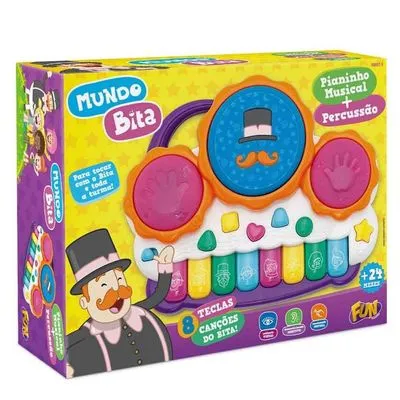 MUNDO
Bita
Pianinho
Musical
+
Percussão
Para tocar
com o Bita
+ toda
a turma!
MUNDO
Bita
8 TECLAS
CANÇÕES
DO BITA!
+24
MESES
FUN